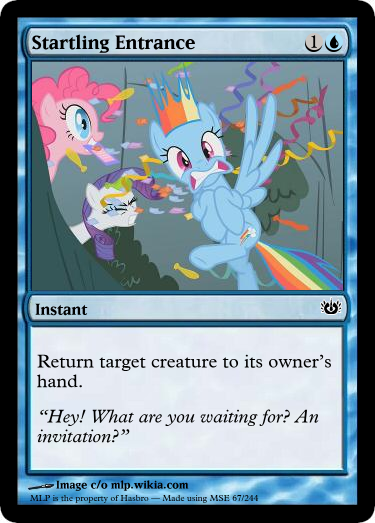 Startling Entrance 1
Instant
Return target creature to its owner's
hand.
"Hey! What are you waiting for? An
invitation?"
Image c/o mlp.wikia.com
MLP is the property of Hasbro — Made using MSE 67/244